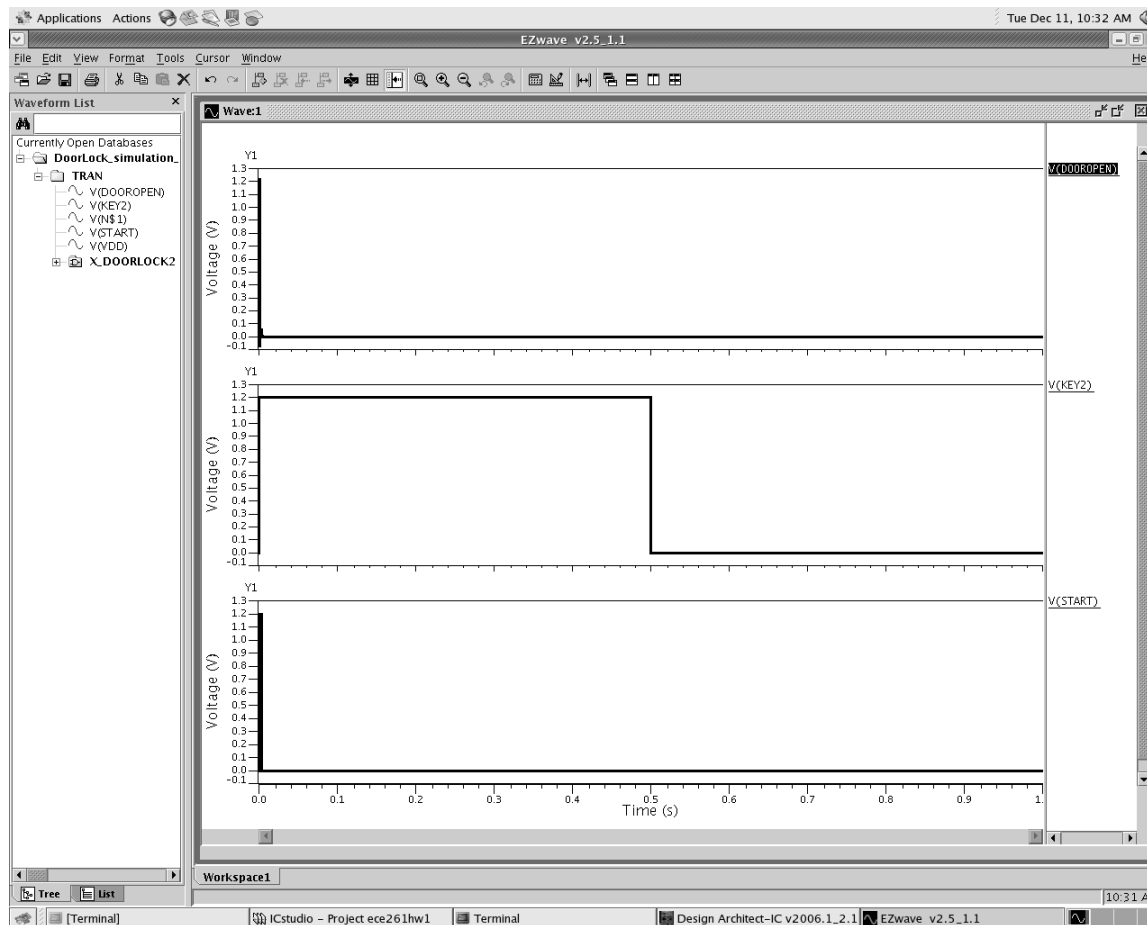 Applications Actions Tue Dec 11, 10:32 AM
EZwave v2.5_1.1
File Edit View Format Tools Cursor Window He
Waveform List x
Currently Open Databases
DoorLock_simulation_
TRAN
V(DOOROPEN)
V(KEY2)
V(N$1)
V(START)
V(VDD)
X_DOORLOCK2
Wave:1
Y1
1.3
1.2
1.1
1.0
0.9
0.8
0.7
0.6
0.5
0.4
0.3
0.2
0.1
0.0
-0.1
Voltage (V)
V(DOOROPEN)
Y1
1.3
1.2
1.1
1.0
0.9
0.8
0.7
0.6
0.5
0.4
0.3
0.2
0.1
0.0
-0.1
Voltage (V)
V(KEY2)
Y1
1.3
1.2
1.1
1.0
0.9
0.8
0.7
0.6
0.5
0.4
0.3
0.2
0.1
0.0
-0.1
Voltage (V)
V(START)
0.0 0.1 0.2 0.3 0.4 0.5 0.6 0.7 0.8 0.9 1.
Time (s)
Workspace1
Tree List
10:31 A
[Terminal] ICstudio - Project ece261hw1 Terminal Design Architect-IC v2006.1_2.1 EZwave v2.5_1.1